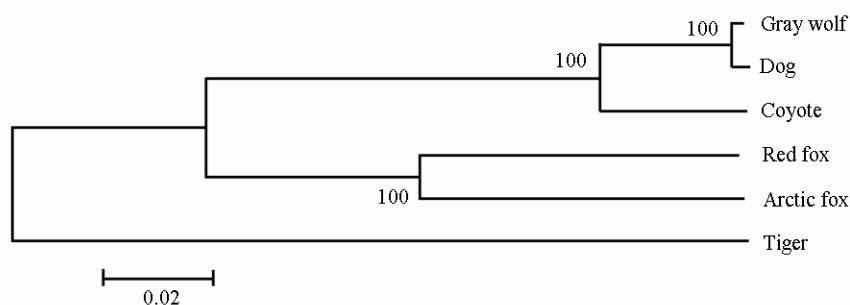 Gray wolf
100
Dog
100
Coyote
Red fox
100
Arctic fox
Tiger
0.02